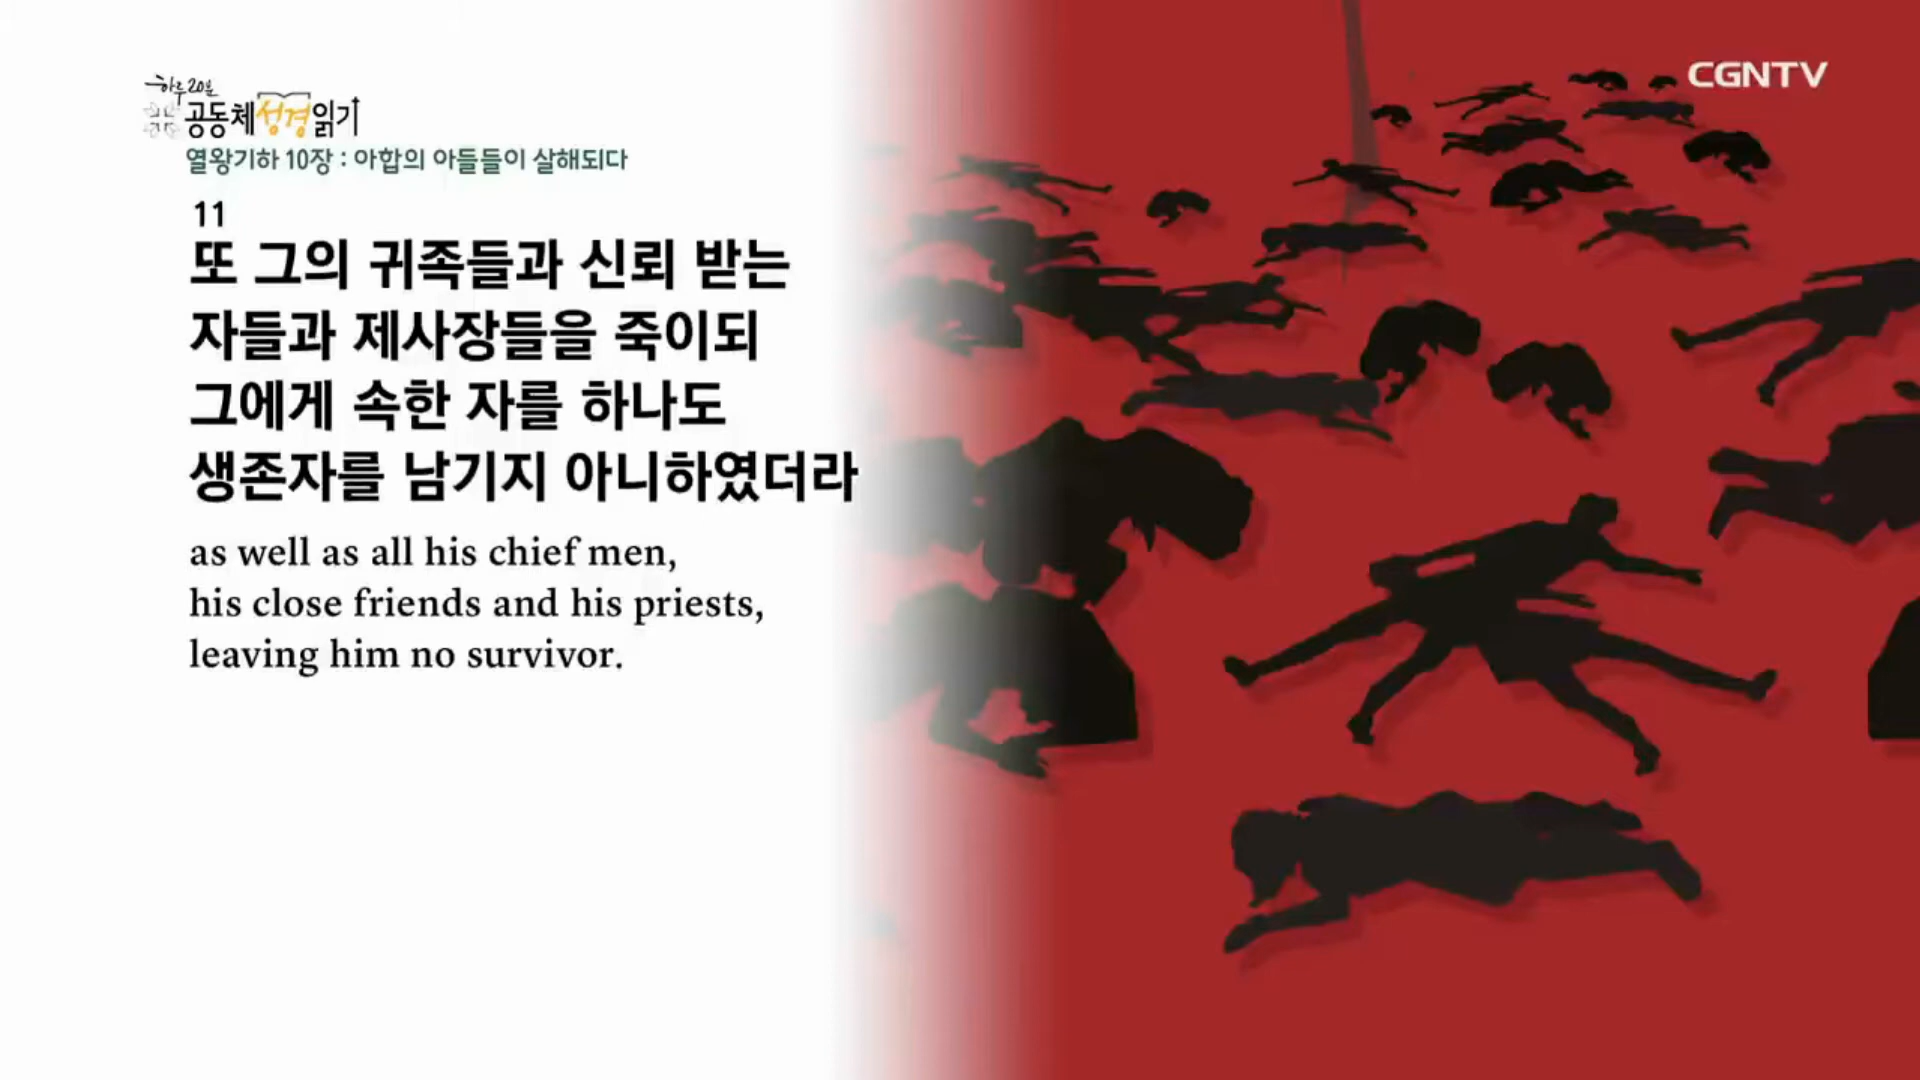 하루 20분
공동체성경읽기
CGNTV
열왕기하 10장 : 아합의 아들들이 살해되다
11
또 그의 귀족들과 신뢰 받는
자들과 제사장들을 죽이되
그에게 속한 자를 하나도
생존자를 남기지 아니하였더라
as well as all his chief men,
his close friends and his priests,
leaving him no survivor.